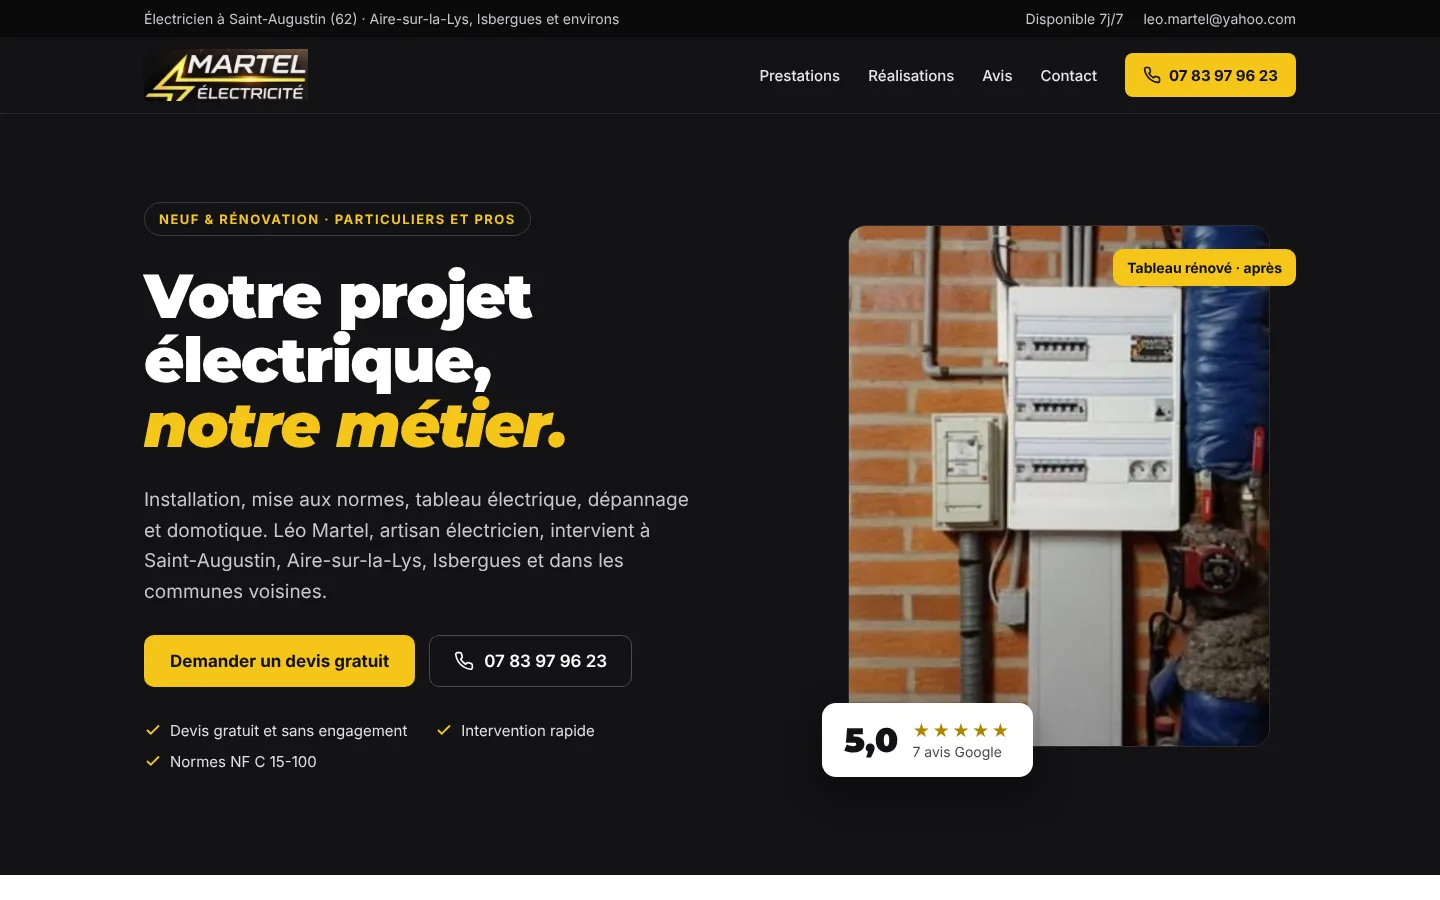 Électricien à Saint-Augustin (62) · Aire-sur-la-Lys, Isbergues et environs
Disponible 7j/7
leo.martel@yahoo.com
MARTEL
ÉLECTRICITÉ
Prestations
Réalisations
Avis
Contact
07 83 97 96 23
NEUF & RÉNOVATION · PARTICULIERS ET PROS
Votre projet
électrique,
notre métier.
Installation, mise aux normes, tableau électrique, dépannage
et domotique. Léo Martel, artisan électricien, intervient à
Saint-Augustin, Aire-sur-la-Lys, Isbergues et dans les
communes voisines.
Demander un devis gratuit
07 83 97 96 23
Devis gratuit et sans engagement
Intervention rapide
Normes NF C 15-100
Tableau rénové · après
5,0
★★★★★
7 avis Google